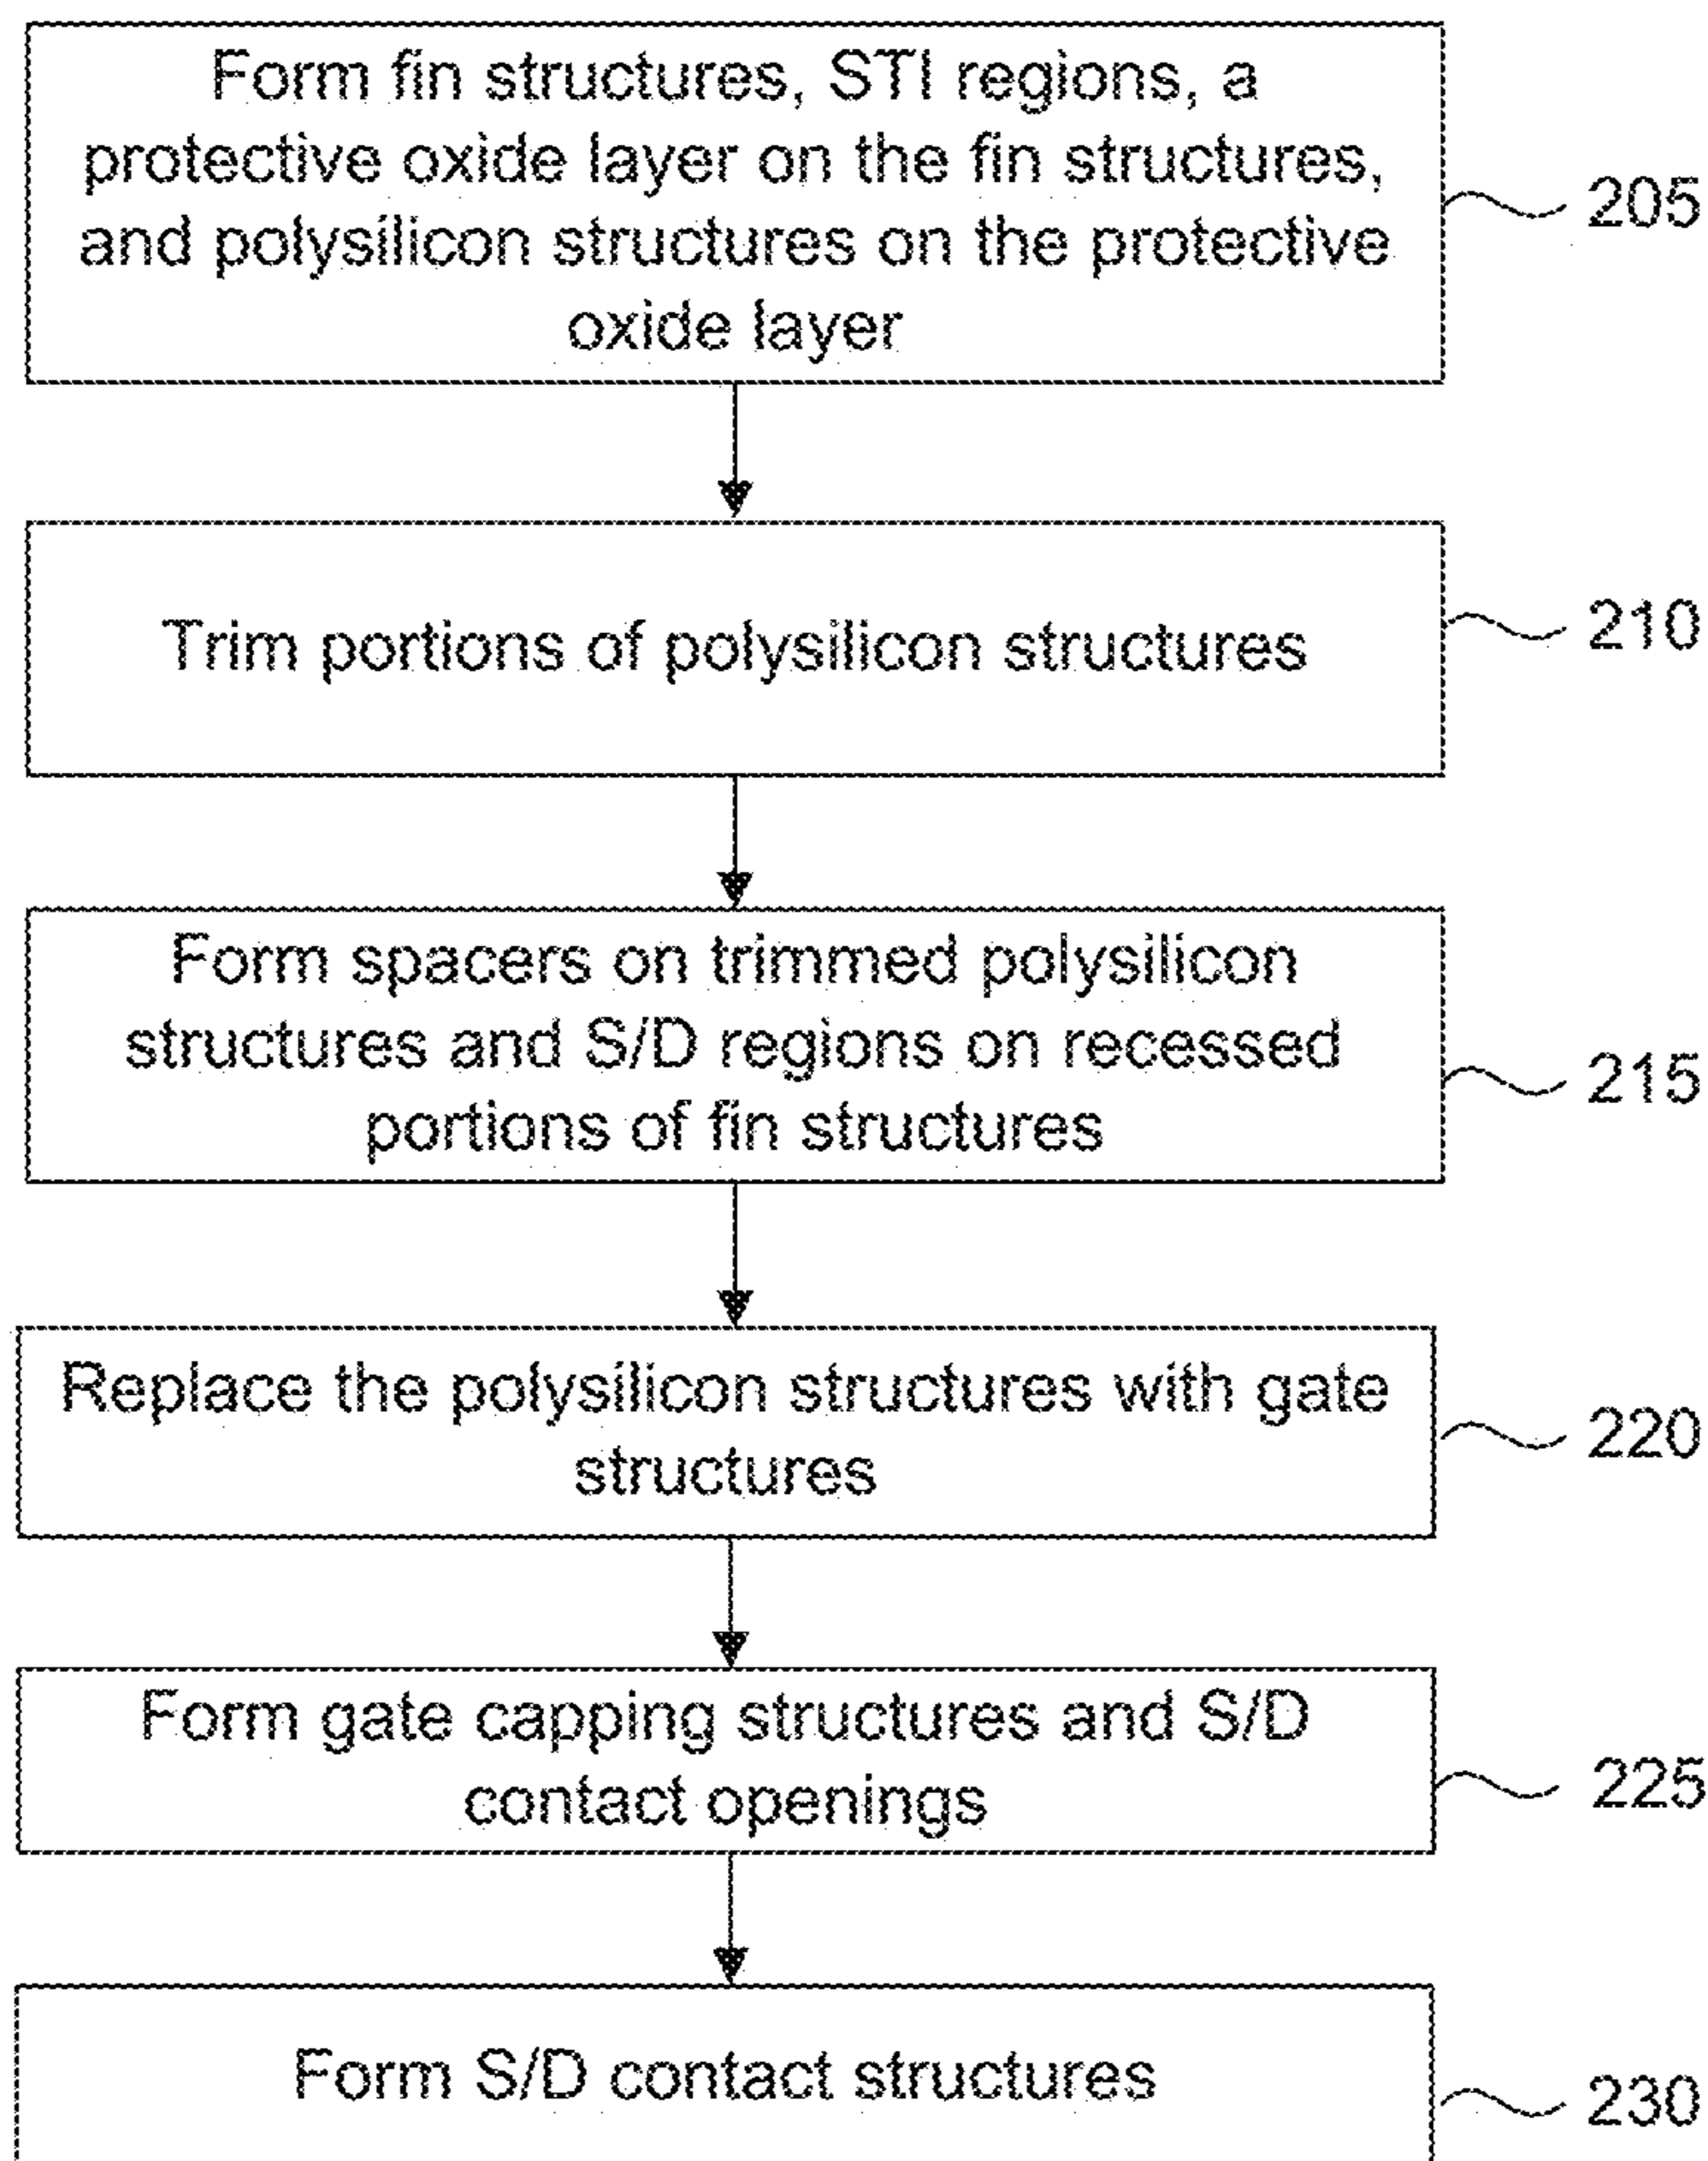 Form fin structures, STI regions, a
protective oxide layer on the fin structures,
and polysilicon structures on the protective
oxide layer
205
Trim portions of polysilicon structures
210
Form spacers on trimmed polysilicon
structures and S/D regions on recessed
portions of fin structures
215
Replace the polysilicon structures with gate
structures
220
Form gate capping structures and S/D
contact openings
225
Form S/D contact structures
230